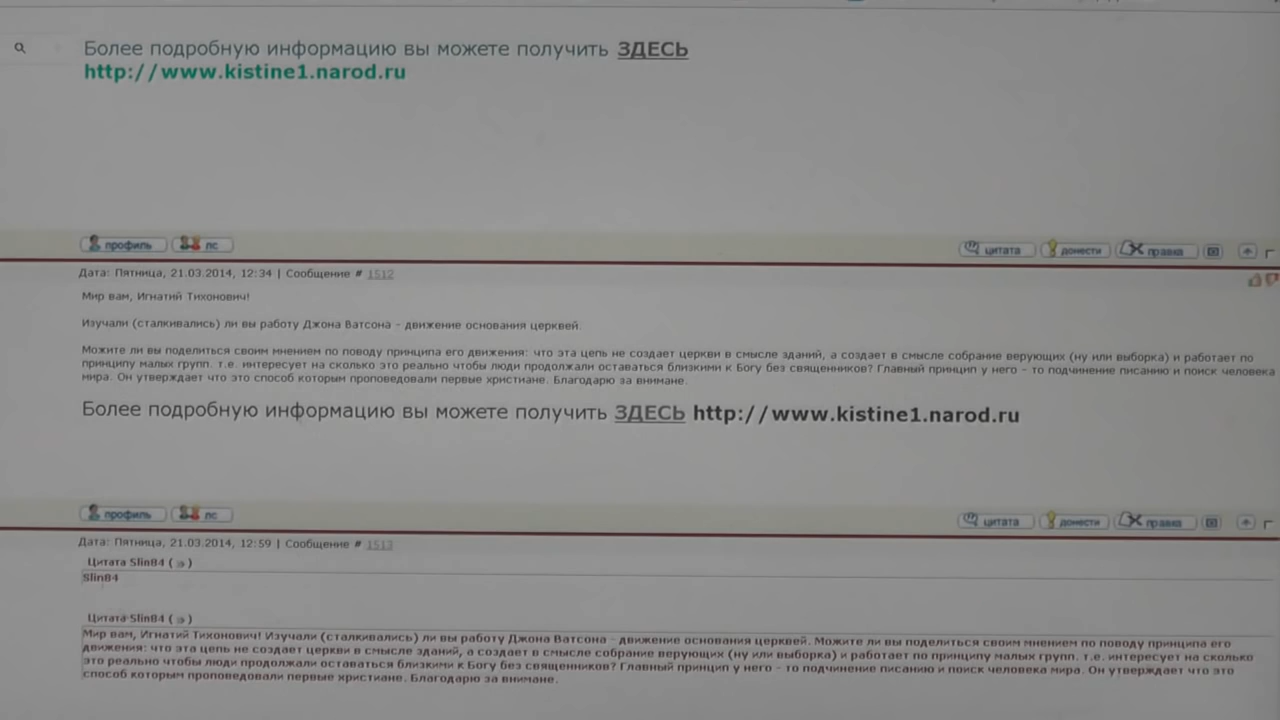 Более подробную информацию вы можете получить ЗДЕСЬ
http://www.kistine1.narod.ru
профиль лс цитата донести правка
Дата: Пятница, 21.03.2014, 12:34 | Сообщение # 1512
Мир вам, Игнатий Тихонович!
Изучали (сталкивались) ли вы работу Джона Ватсона - движение основания церквей.
Можите ли вы поделиться своим мнением по поводу принципа его движения: что эта цепь не создает церкви в смысле зданий, а создает в смысле собрание верующих (ну или выборка) и работает по
принципу малых групп. т.е. интересует на сколько это реально чтобы люди продолжали оставаться близкими к Богу без священников? Главный принцип у него - то подчинение писанию и поиск человека
мира. Он утверждает что это способ которым проповедовали первые христиане. Благодарю за внимане.
Более подробную информацию вы можете получить ЗДЕСЬ http://www.kistine1.narod.ru
профиль лс цитата донести правка
Дата: Пятница, 21.03.2014, 12:59 | Сообщение # 1513
Цитата Slin84 ( )
Slin84
Цитата Slin84 ( )
Мир вам, Игнатий Тихонович! Изучали (сталкивались) ли вы работу Джона Ватсона - движение основания церквей. Можите ли вы поделиться своим мнением по поводу принципа его
движения: что эта цепь не создает церкви в смысле зданий, а создает в смысле собрание верующих (ну или выборка) и работает по принципу малых групп. т.е. интересует на сколько
это реально чтобы люди продолжали оставаться близкими к Богу без священников? Главный принцип у него - то подчинение писанию и поиск человека мира. Он утверждает что это
способ которым проповедовали первые христиане. Благодарю за внимане.